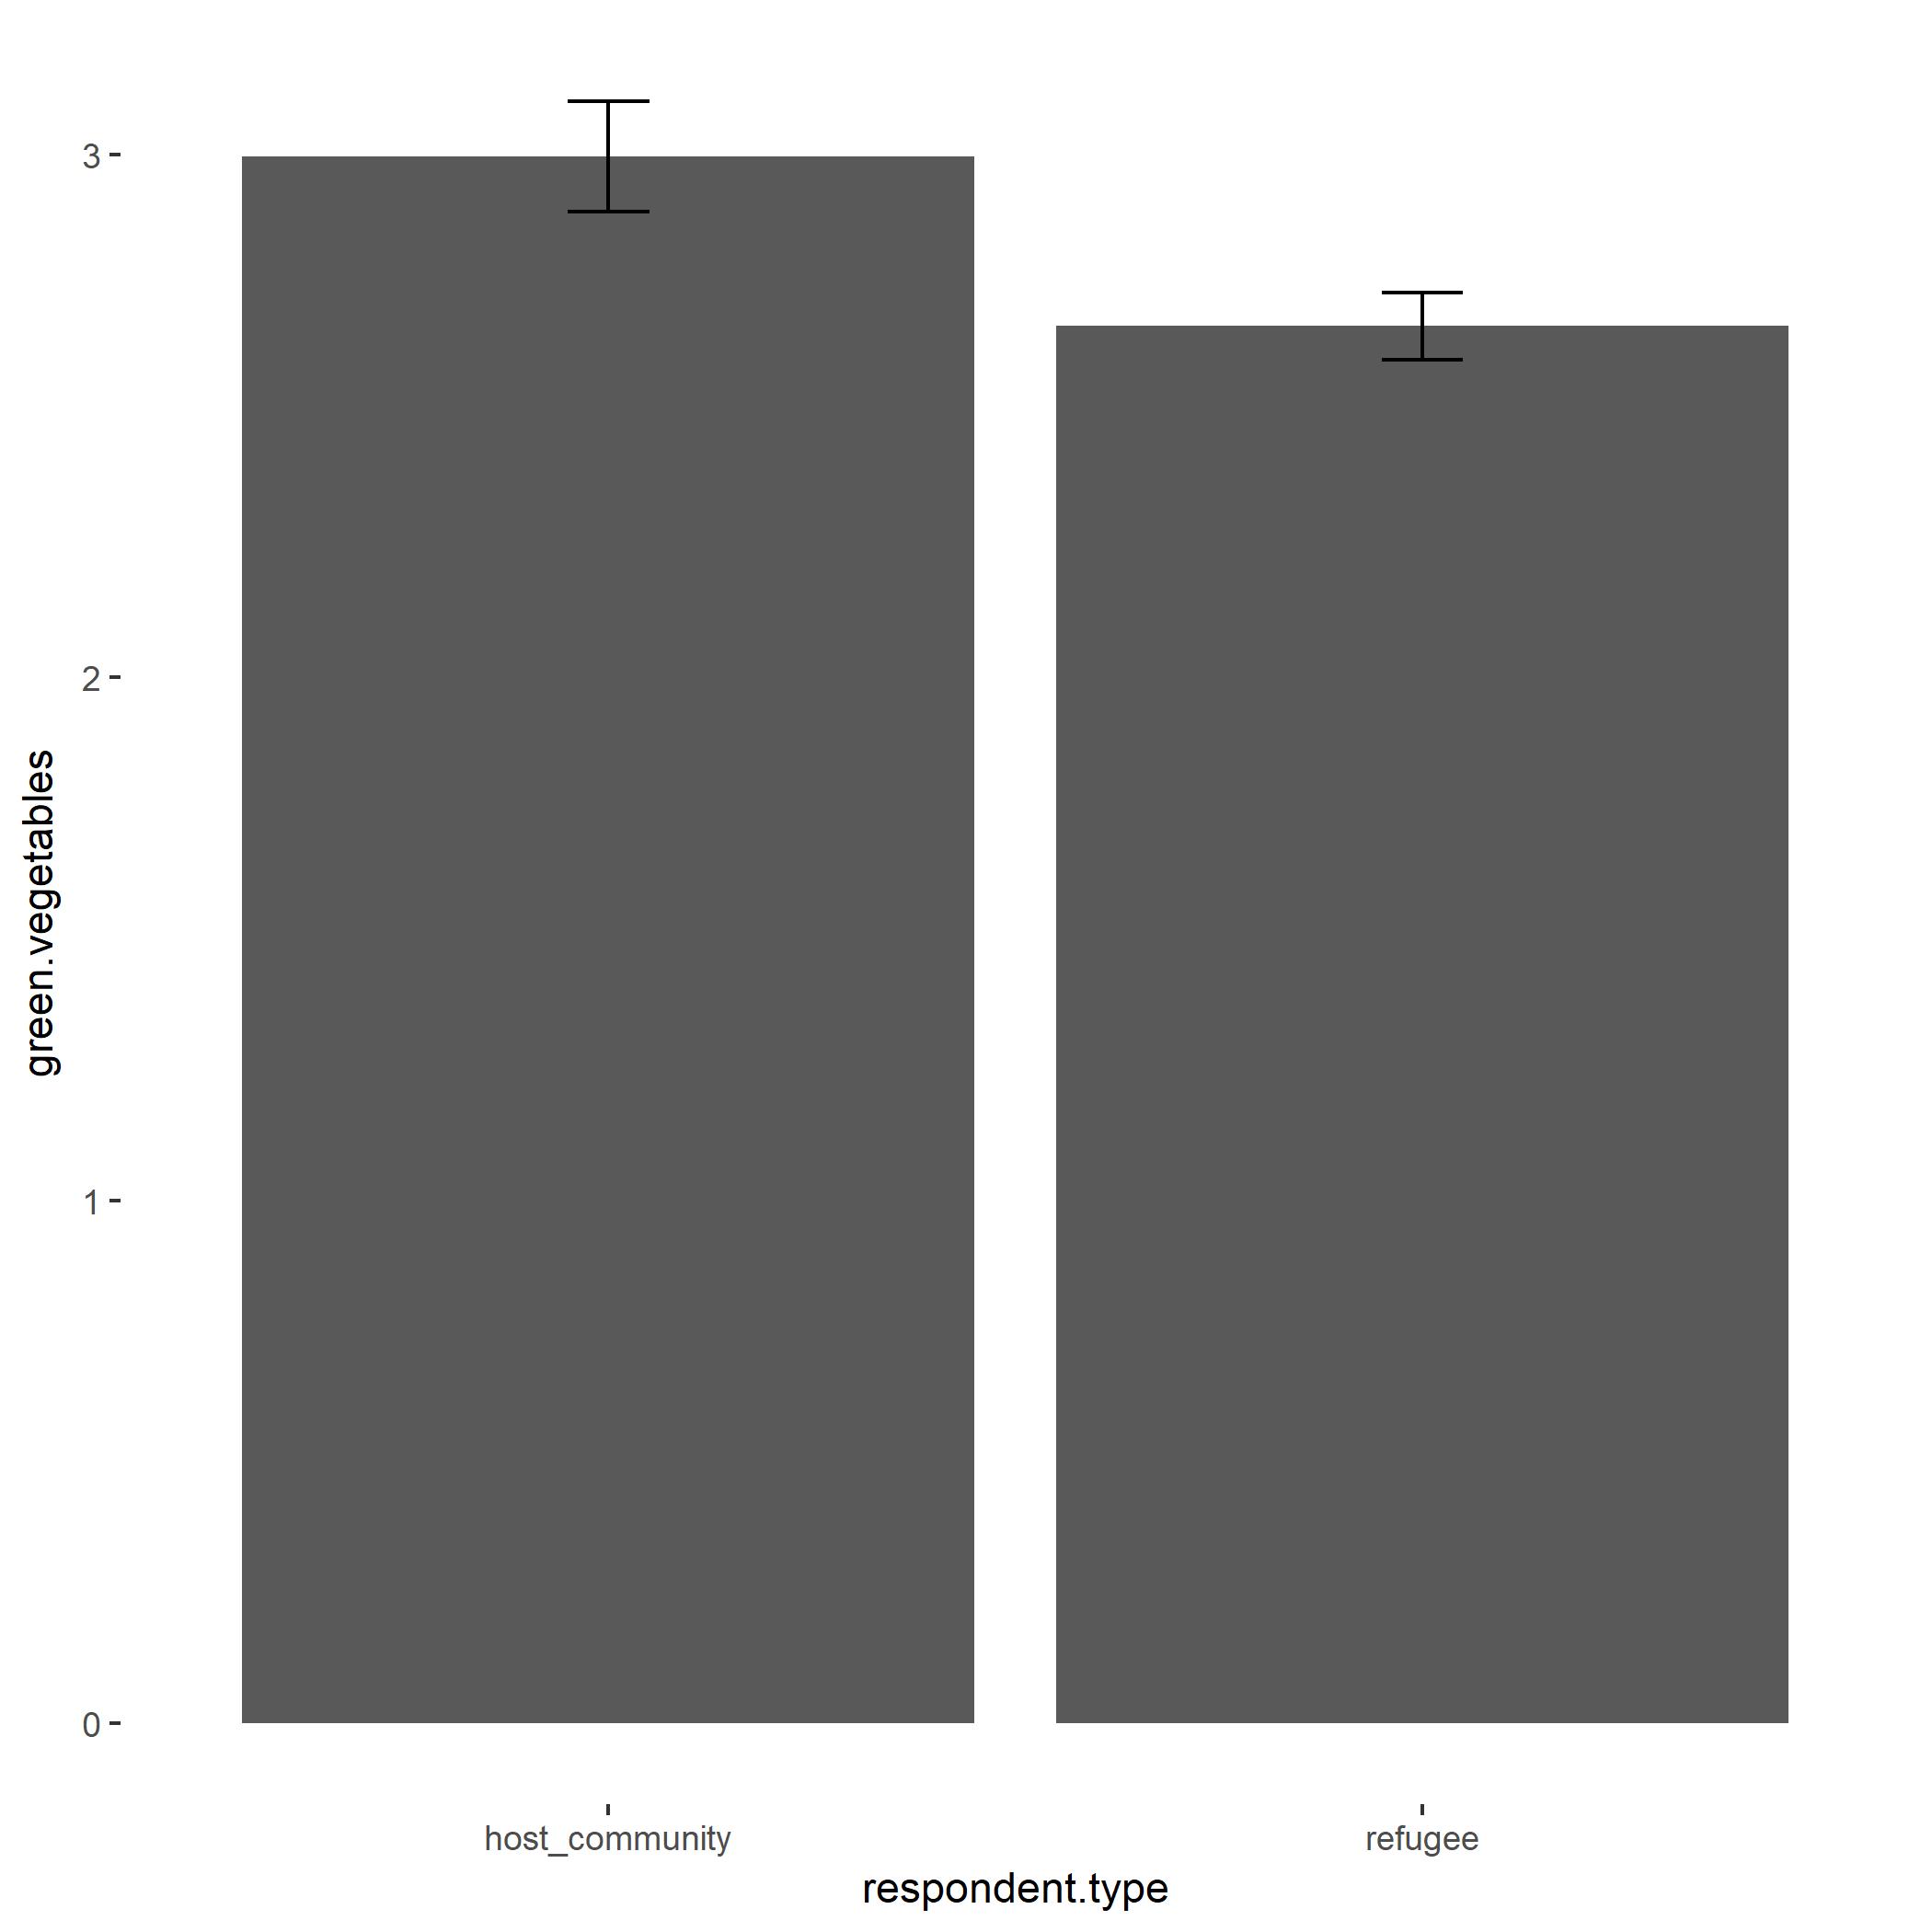 green.vegetables
3
2
1
0
host_community
refugee
respondent.type